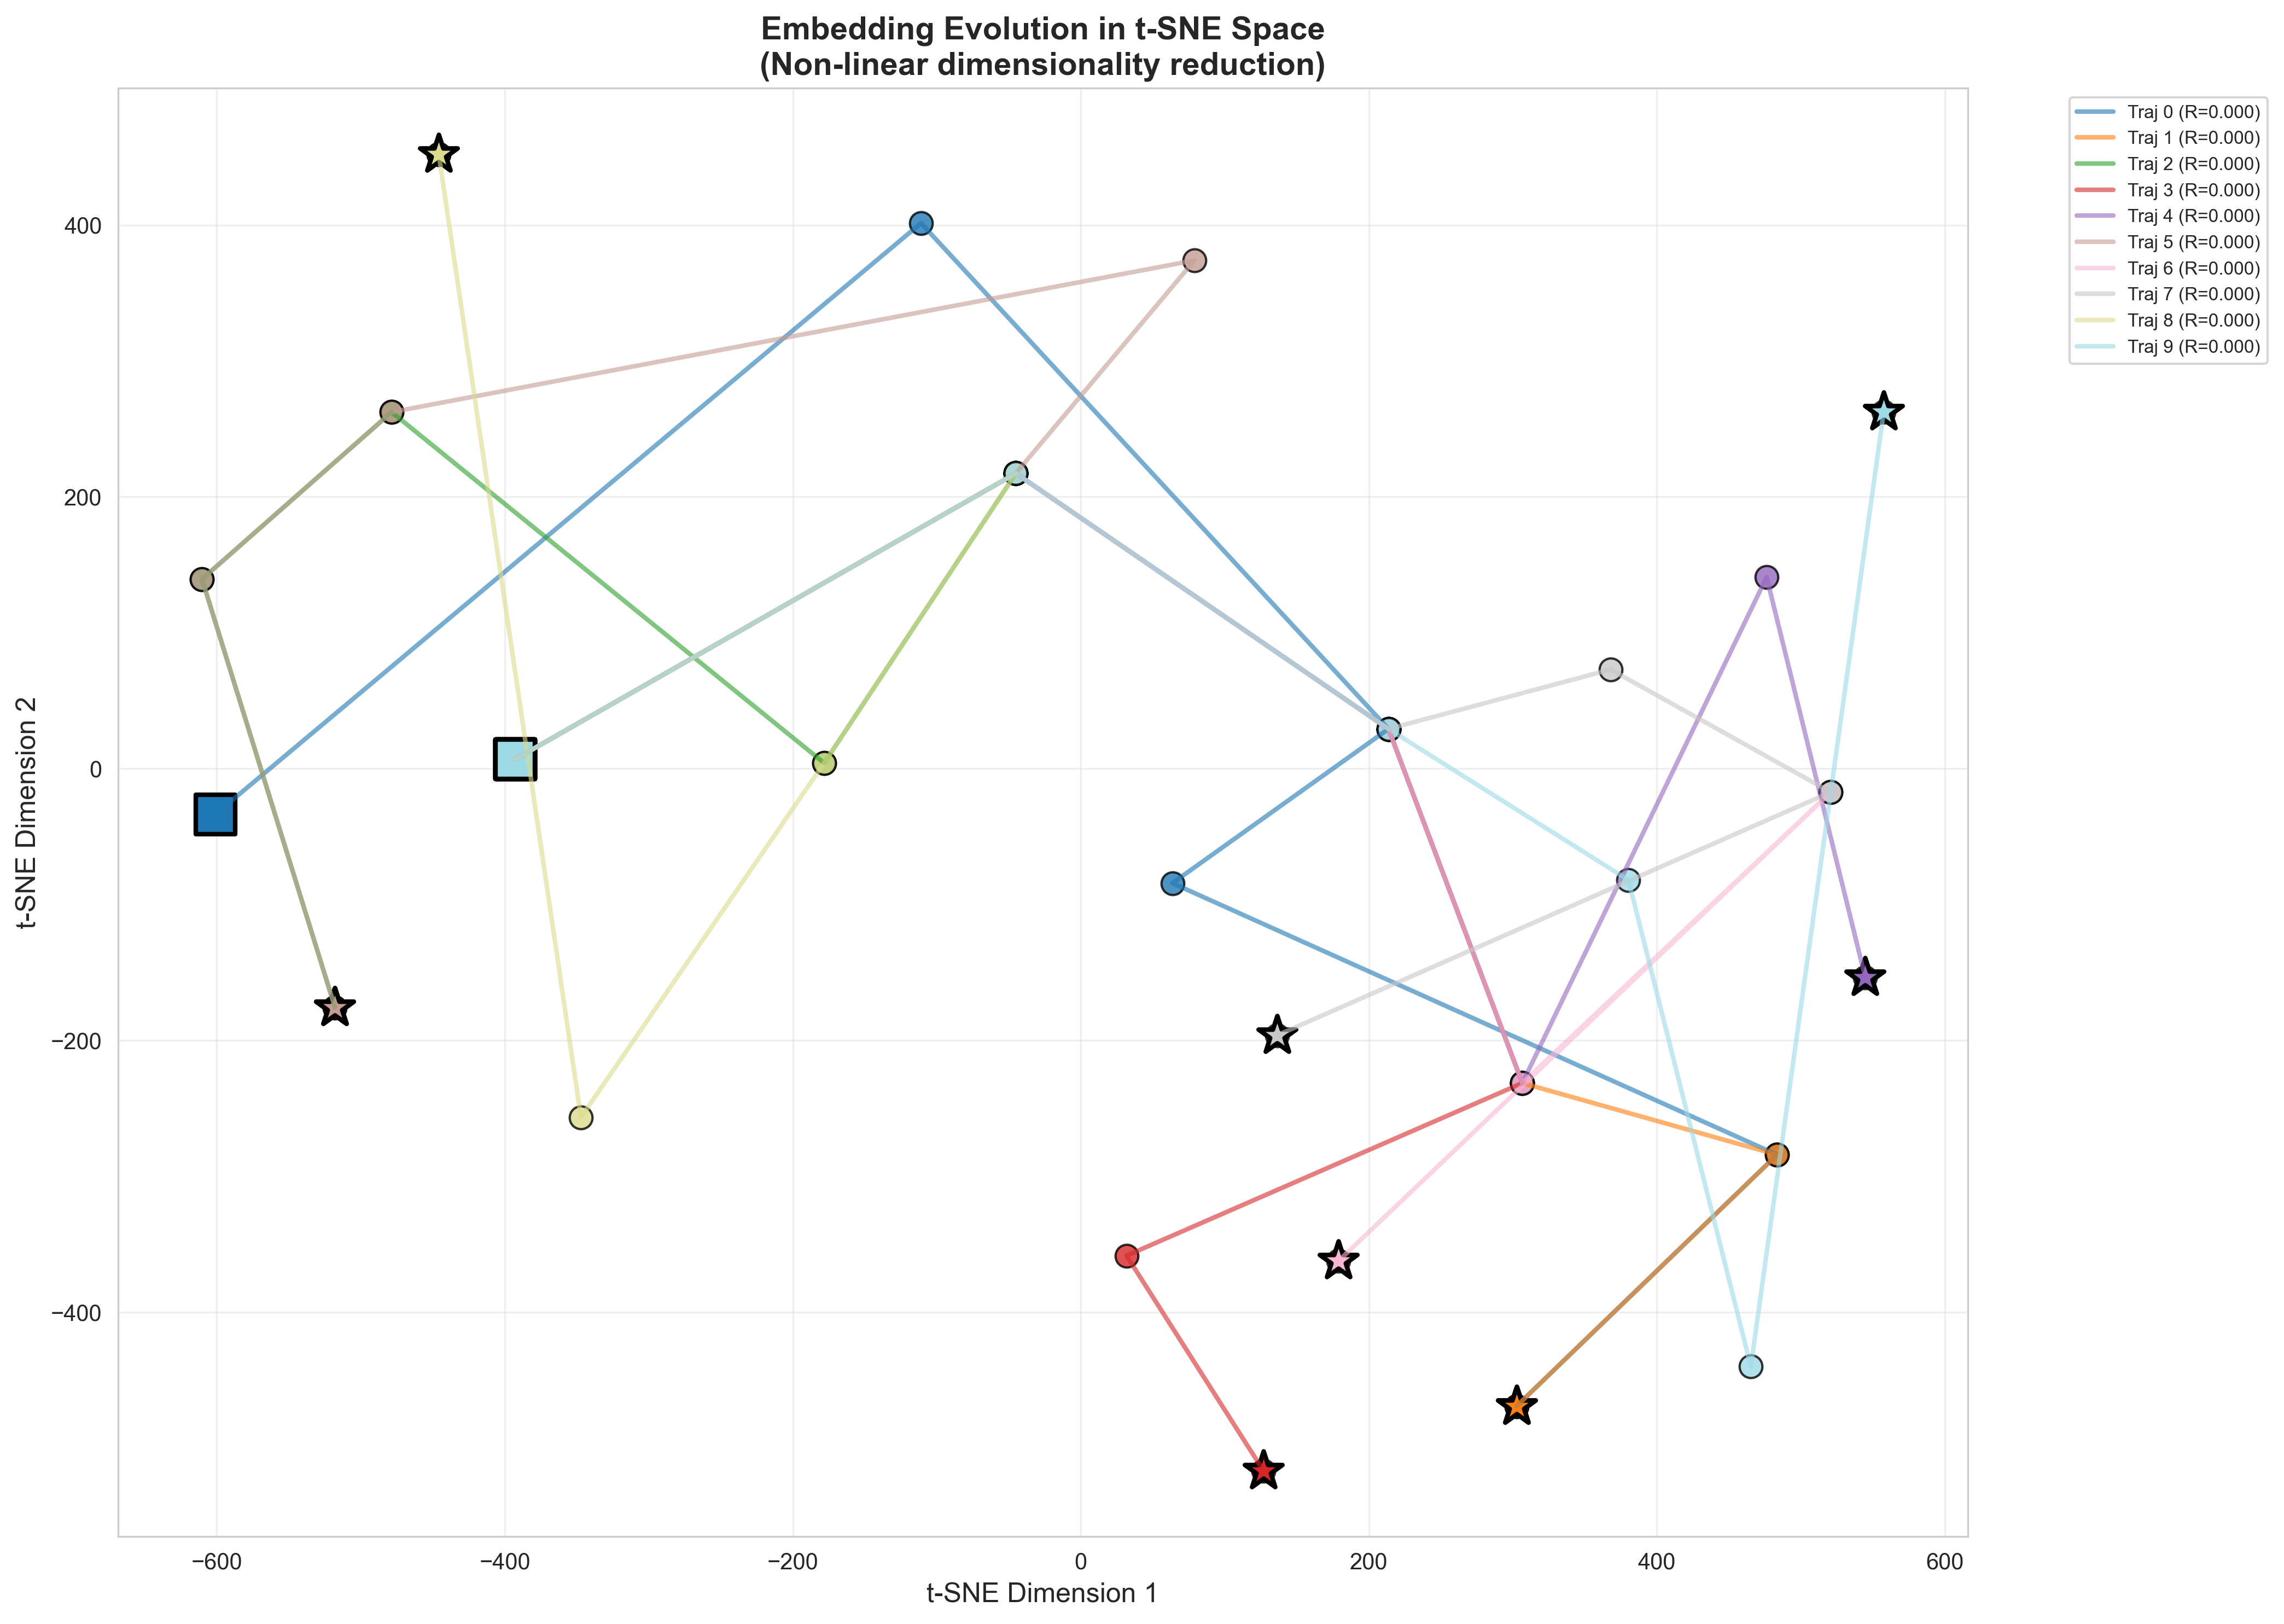 Embedding Evolution in t-SNE Space
(Non-linear dimensionality reduction)
Traj 0 (R=0.000)
Traj 1 (R=0.000)
Traj 2 (R=0.000)
Traj 3 (R=0.000)
Traj 4 (R=0.000)
Traj 5 (R=0.000)
Traj 6 (R=0.000)
Traj 7 (R=0.000)
Traj 8 (R=0.000)
Traj 9 (R=0.000)
t-SNE Dimension 2
400
200
0
−200
−400
−600 −400 −200 0 200 400 600
t-SNE Dimension 1